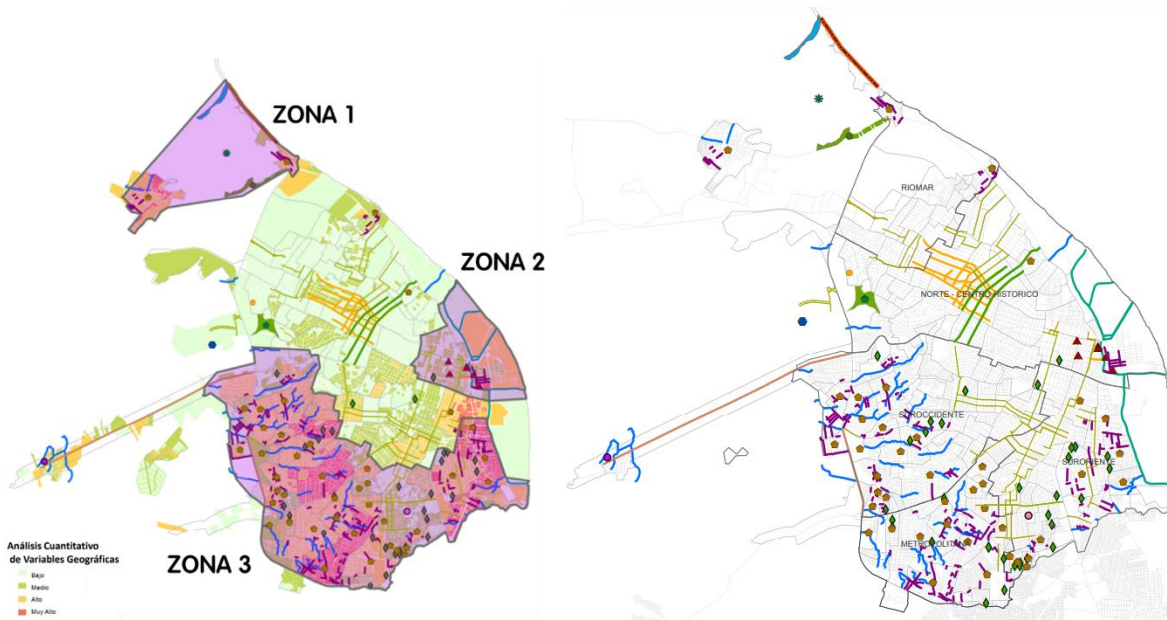 ZONA 1
ZONA 2
ZONA 3
Análisis Cuantitativo
de Variables Geográficas
Bajo
Medio
Alto
Muy Alto
RIOMAR
NORTE - CENTRO HISTORICO
SUROCCIDENTE
SURORIENTE
METROPOLITANA